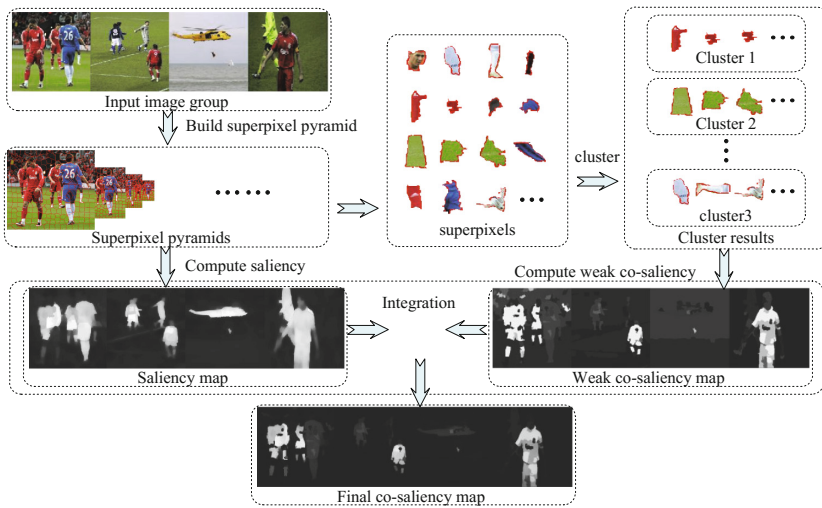 Input image group
Build superpixel pyramid
Superpixel pyramids
superpixels
cluster
Cluster 1
Cluster 2
cluster3
Cluster results
Compute saliency
Compute weak co-saliency
Integration
Saliency map
Weak co-saliency map
Final co-saliency map
26
26